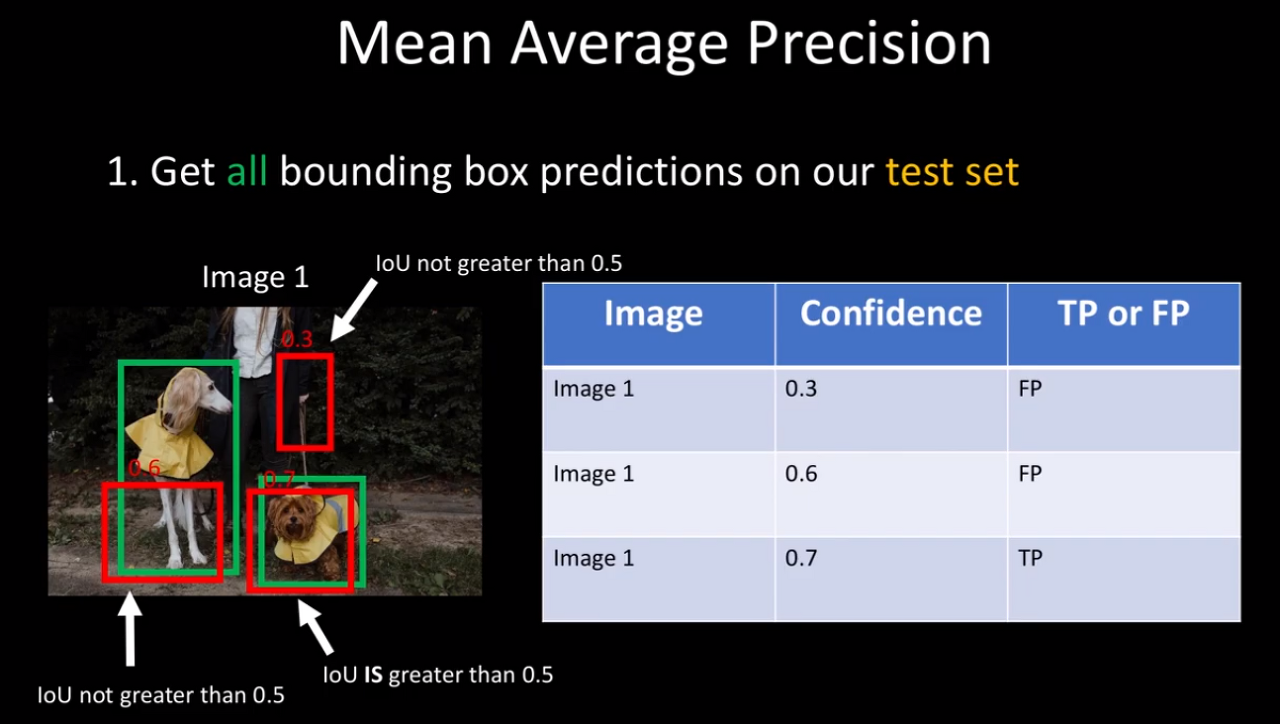 Mean Average Precision
1. Get all bounding box predictions on our test set
Image 1
IoU not greater than 0.5
0.3
0.6
0.7
IoU not greater than 0.5
IoU IS greater than 0.5
Image Confidence TP or FP
Image 1 0.3 FP
Image 1 0.6 FP
Image 1 0.7 TP